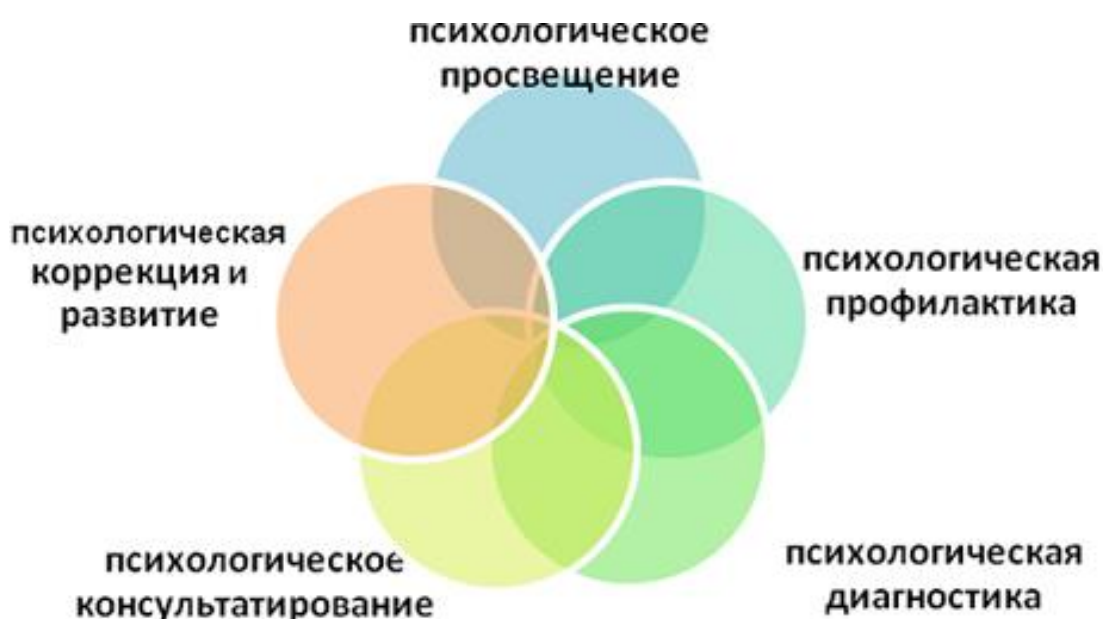 психологическое
просвещение
психологическая
коррекция и
развитие
психологическая
профилактика
психологическое
консультатирование
психологическая
диагностика